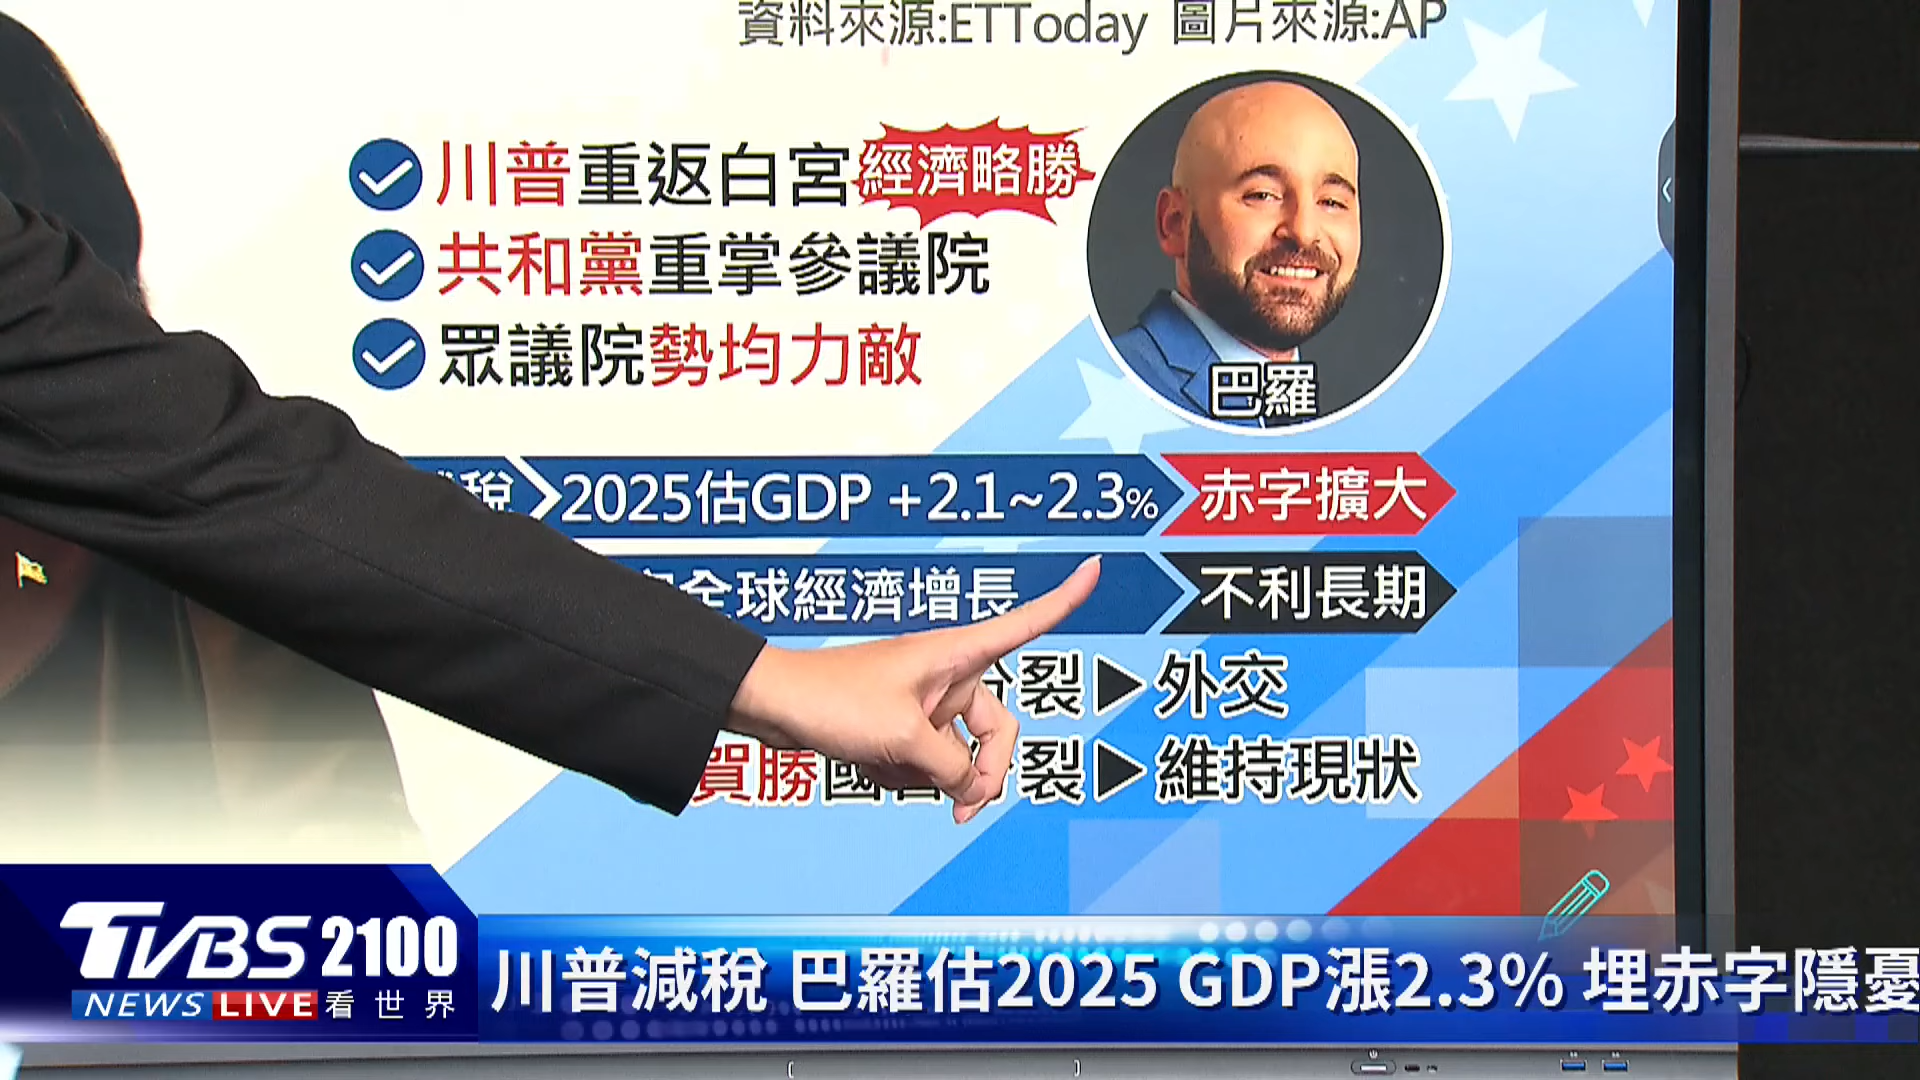 資料來源:ETToday 圖片來源:AP
川普重返白宮 經濟略勝
共和黨重掌參議院
眾議院勢均力敵
巴羅
稅 2025估GDP +2.1~2.3% 赤字擴大
全球經濟增長 不利長期
裂▶外交
賀勝國 裂▶維持現狀
TVBS 2100
NEWS LIVE 看世界
川普減稅 巴羅估2025 GDP漲2.3% 埋赤字隱憂